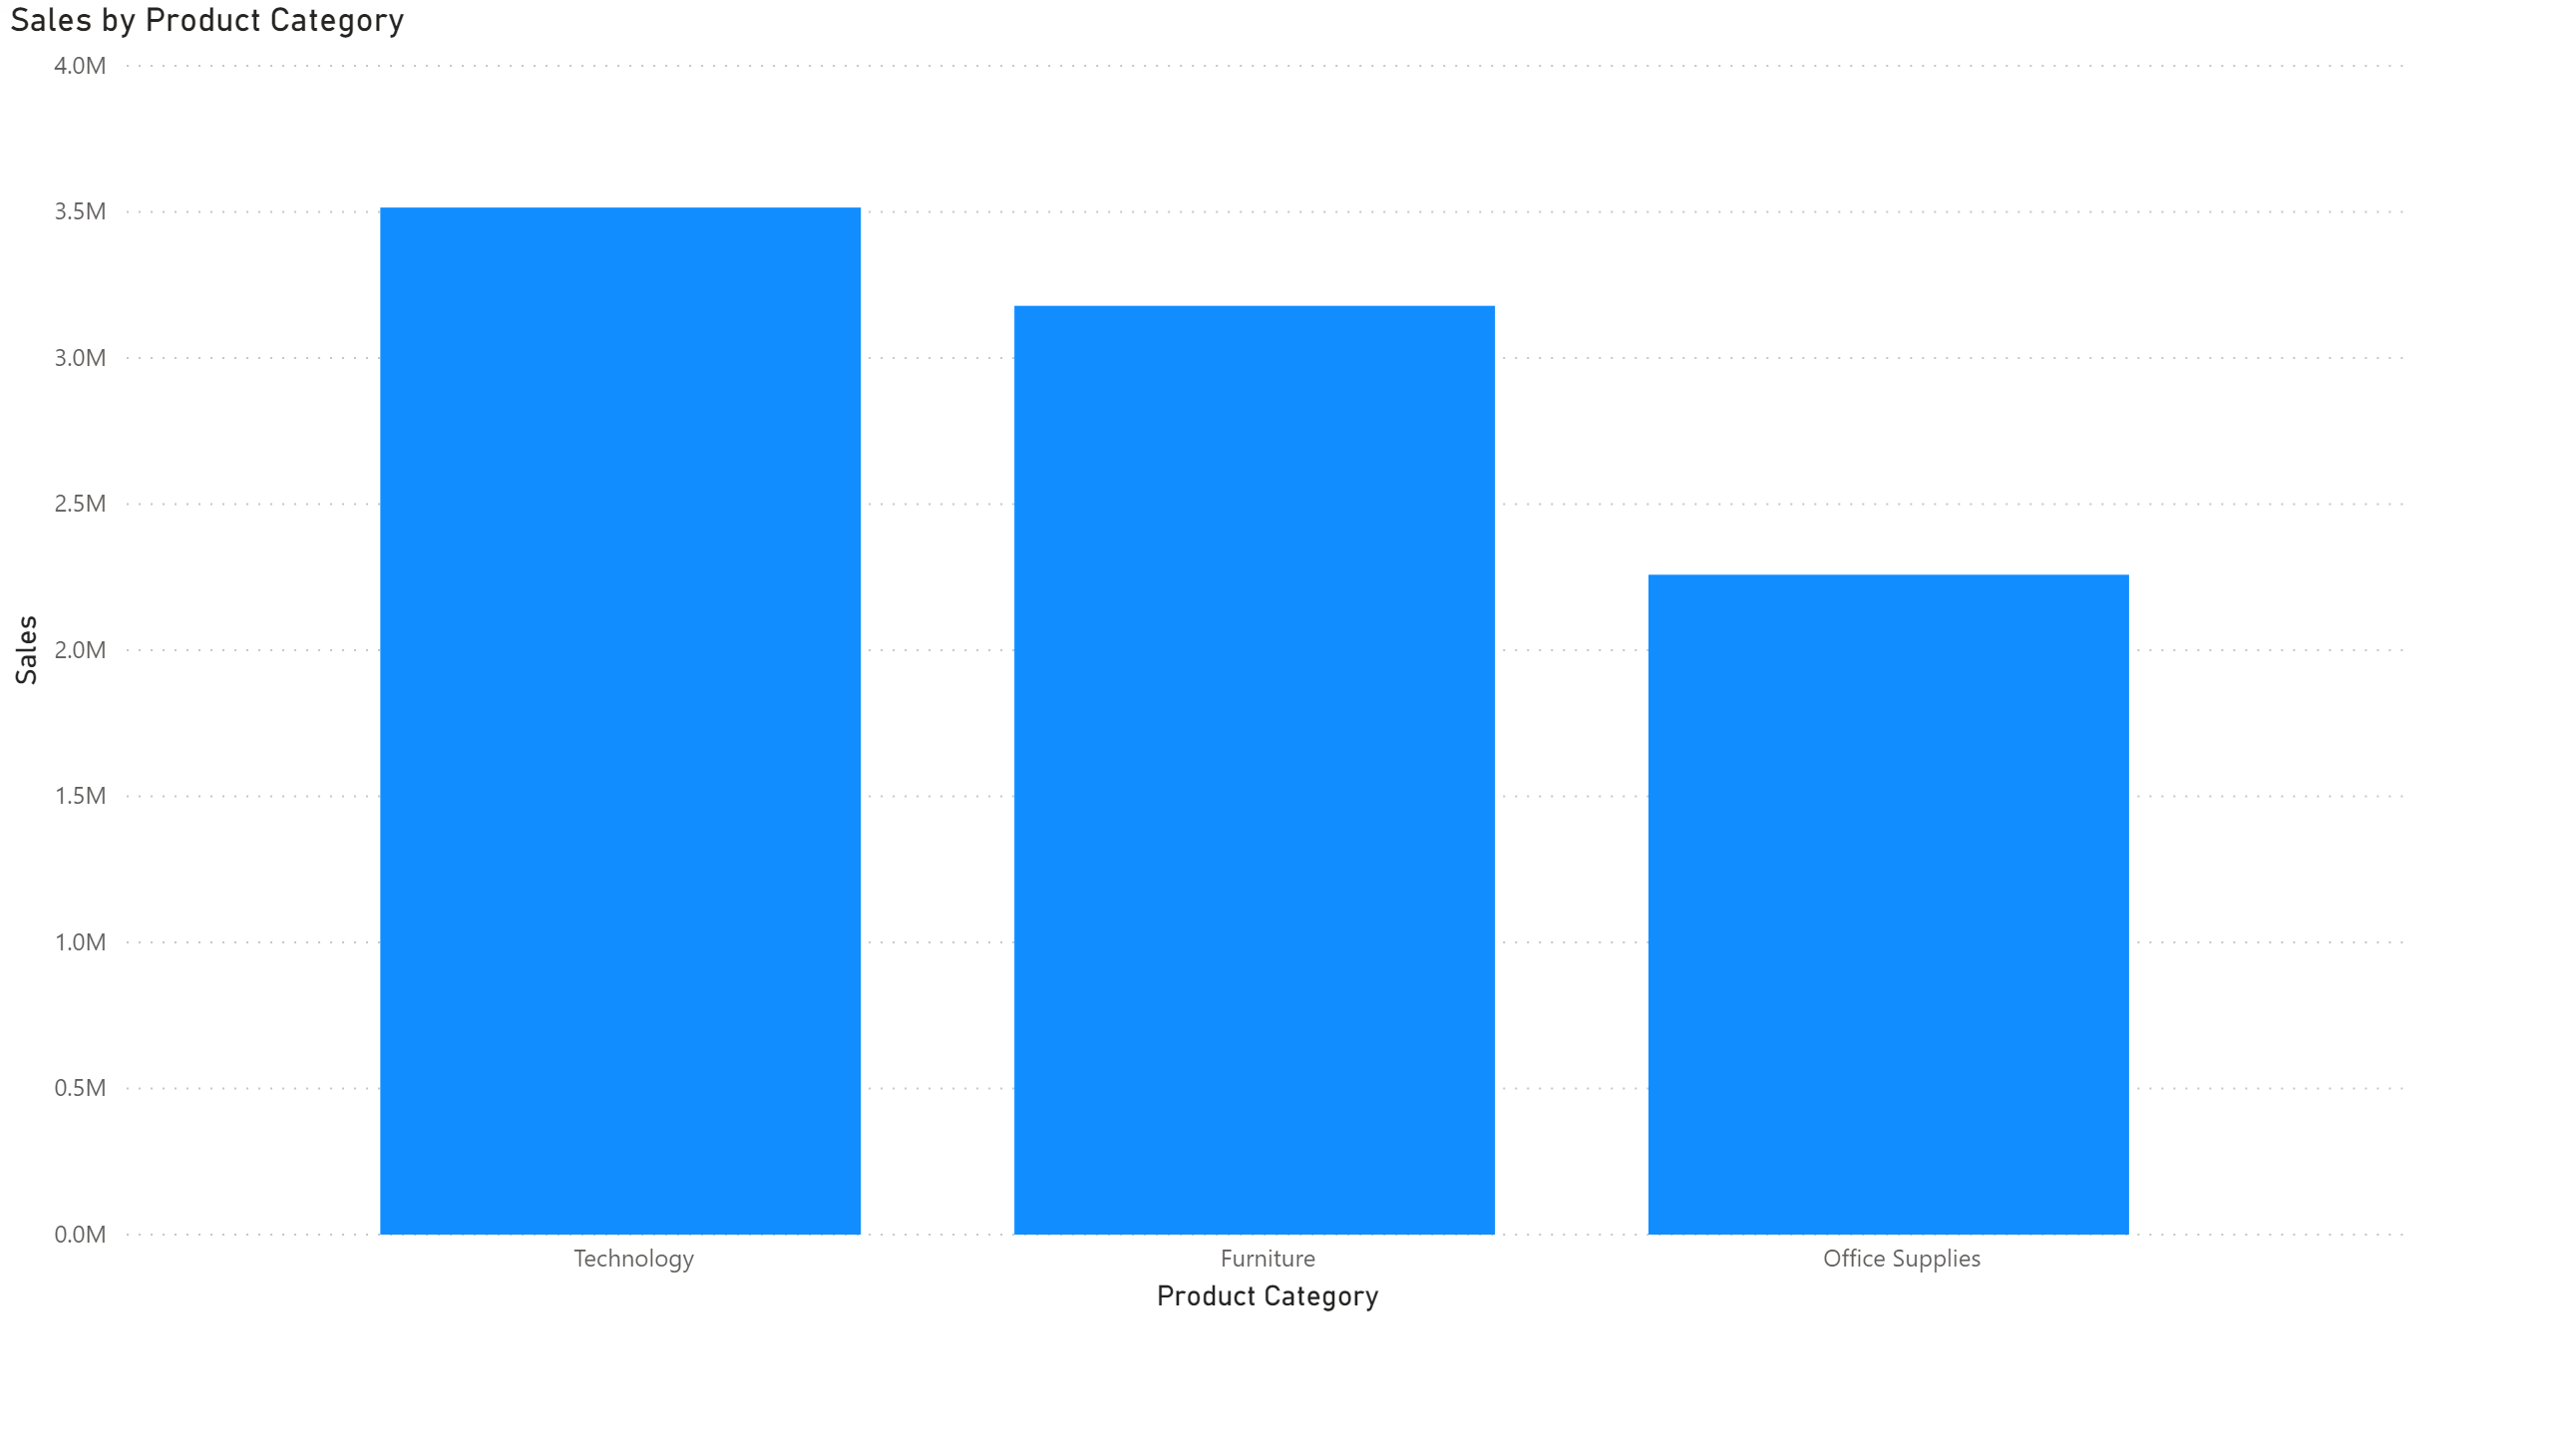 Sales by Product Category
4.0M
3.5M
3.0M
2.5M
2.0M
1.5M
1.0M
0.5M
0.0M
Sales
Technology
Furniture
Office Supplies
Product Category